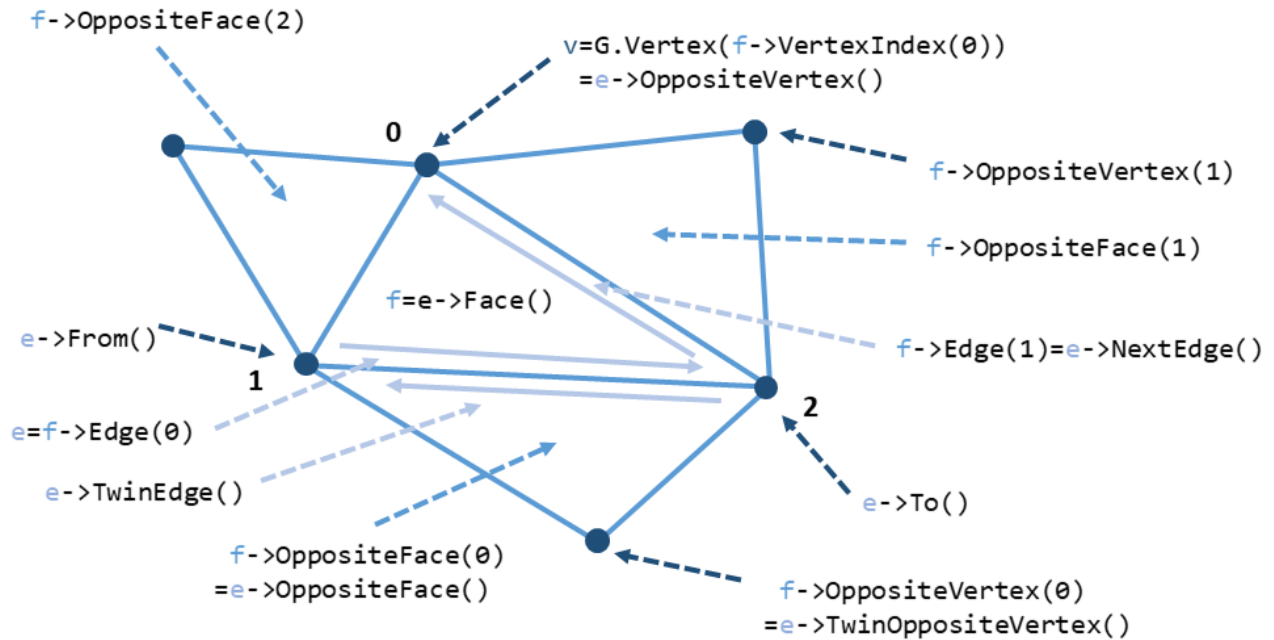 f->OppositeFace(2)
v=G.Vertex(f->VertexIndex(0))
=e->OppositeVertex()
0
f->OppositeVertex(1)
f->OppositeFace(1)
f=e->Face()
e->From()
f->Edge(1)=e->NextEdge()
1
2
e=f->Edge(0)
e->TwinEdge()
e->To()
f->OppositeFace(0)
=e->OppositeFace()
f->OppositeVertex(0)
=e->TwinOppositeVertex()